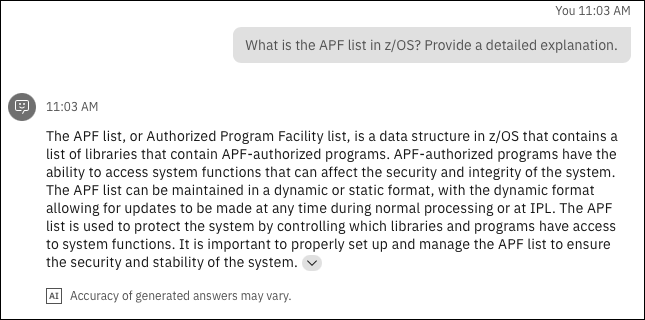 You 11:03 AM
What is the APF list in z/OS? Provide a detailed explanation.
11:03 AM
The APF list, or Authorized Program Facility list, is a data structure in z/OS that contains a
list of libraries that contain APF-authorized programs. APF-authorized programs have the
ability to access system functions that can affect the security and integrity of the system.
The APF list can be maintained in a dynamic or static format, with the dynamic format
allowing for updates to be made at any time during normal processing or at IPL. The APF
list is used to protect the system by controlling which libraries and programs have access
to system functions. It is important to properly set up and manage the APF list to ensure
the security and stability of the system.
AI Accuracy of generated answers may vary.